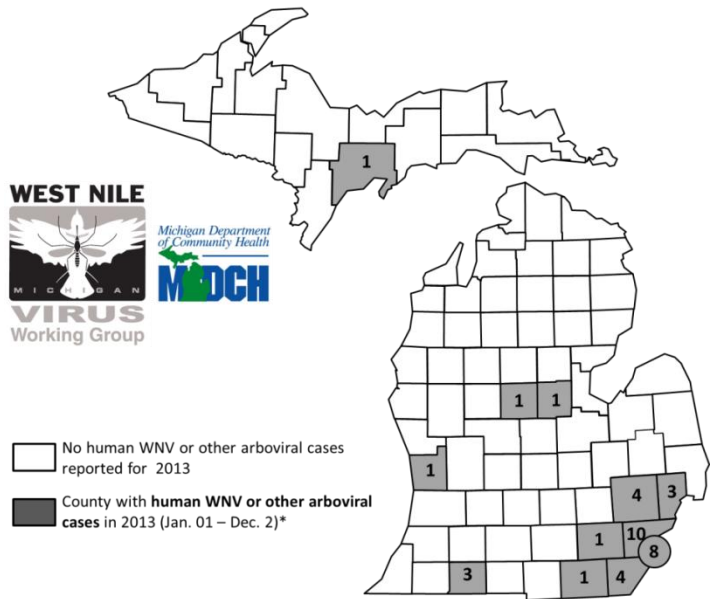 1
WEST NILE
MICHIGAN
VIRUS
Working Group
Michigan Department
of Community Health
MDCH
1 1
1
No human WNV or other arboviral cases
reported for 2013
County with human WNV or other arboviral
cases in 2013 (Jan. 01 – Dec. 2)*
4 3
1 10
8
3 1 4